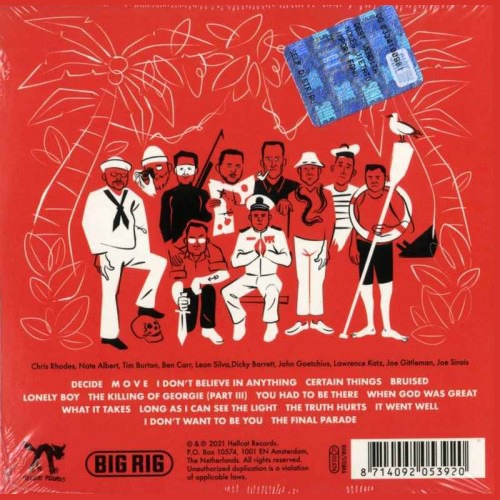 Chris Rhodes, Nate Albert, Tim Burton, Ben Carr, Leon Silva,Dicky Barrett, John Goetchius, Lawrence Katz, Joe Gittleman, Joe Sirois
DECIDE M O V E I DON'T BELIEVE IN ANYTHING CERTAIN THINGS BRUISED
LONELY BOY THE KILLING OF GEORGIE (PART III) YOU HAD TO BE THERE WHEN GOD WAS GREAT
WHAT IT TAKES LONG AS I CAN SEE THE LIGHT THE TRUTH HURTS IT WENT WELL
I DON'T WANT TO BE YOU THE FINAL PARADE
BIG RIG
℗ & © 2021 Hellcat Records.
P.O. Box 10574, 1001 EN Amsterdam,
The Netherlands. All rights reserved.
Unauthorized duplication is a violation
of applicable laws.
8 714092 053920